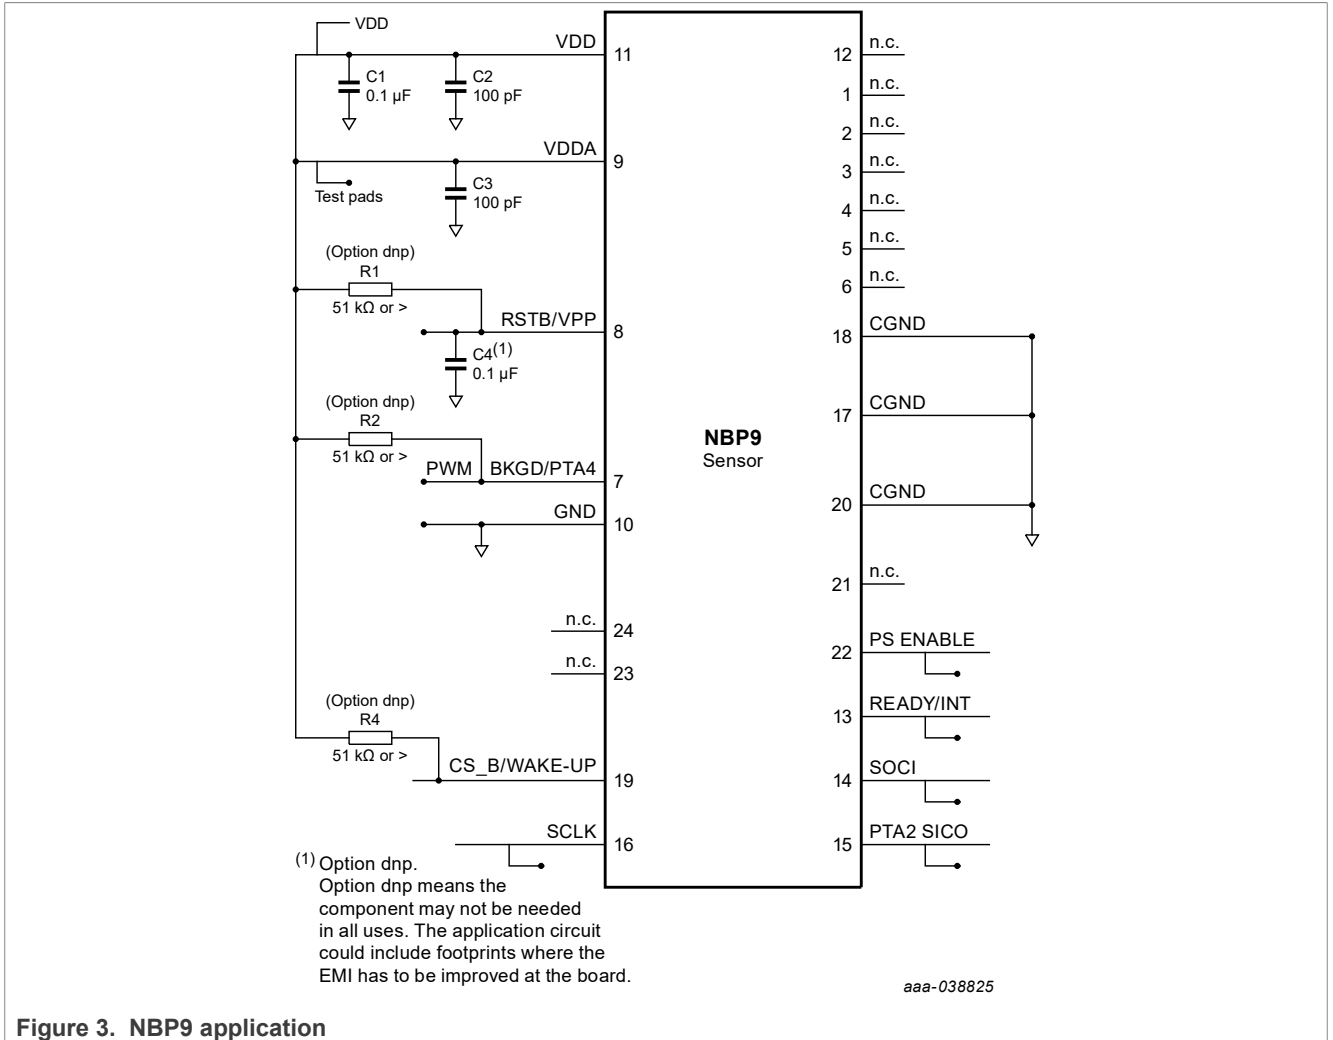 VDD
VDD
11
C1
0.1 µF
C2
100 pF
VDDA
9
Test pads
C3
100 pF
(Option dnp)
R1
51 kΩ or >
RSTB/VPP
8
C4(1)
0.1 µF
(Option dnp)
R2
51 kΩ or >
PWM
BKGD/PTA4
7
GND
10
n.c.
24
n.c.
23
(Option dnp)
R4
51 kΩ or >
CS_B/WAKE-UP
19
SCLK
16
NBP9
Sensor
12
n.c.
1
n.c.
2
n.c.
3
n.c.
4
n.c.
5
n.c.
6
n.c.
18
CGND
17
CGND
20
CGND
21
n.c.
22
PS ENABLE
13
READY/INT
14
SOCI
15
PTA2 SICO
(1) Option dnp.
Option dnp means the
component may not be needed
in all uses. The application circuit
could include footprints where the
EMI has to be improved at the board.
aaa-038825
Figure 3. NBP9 application